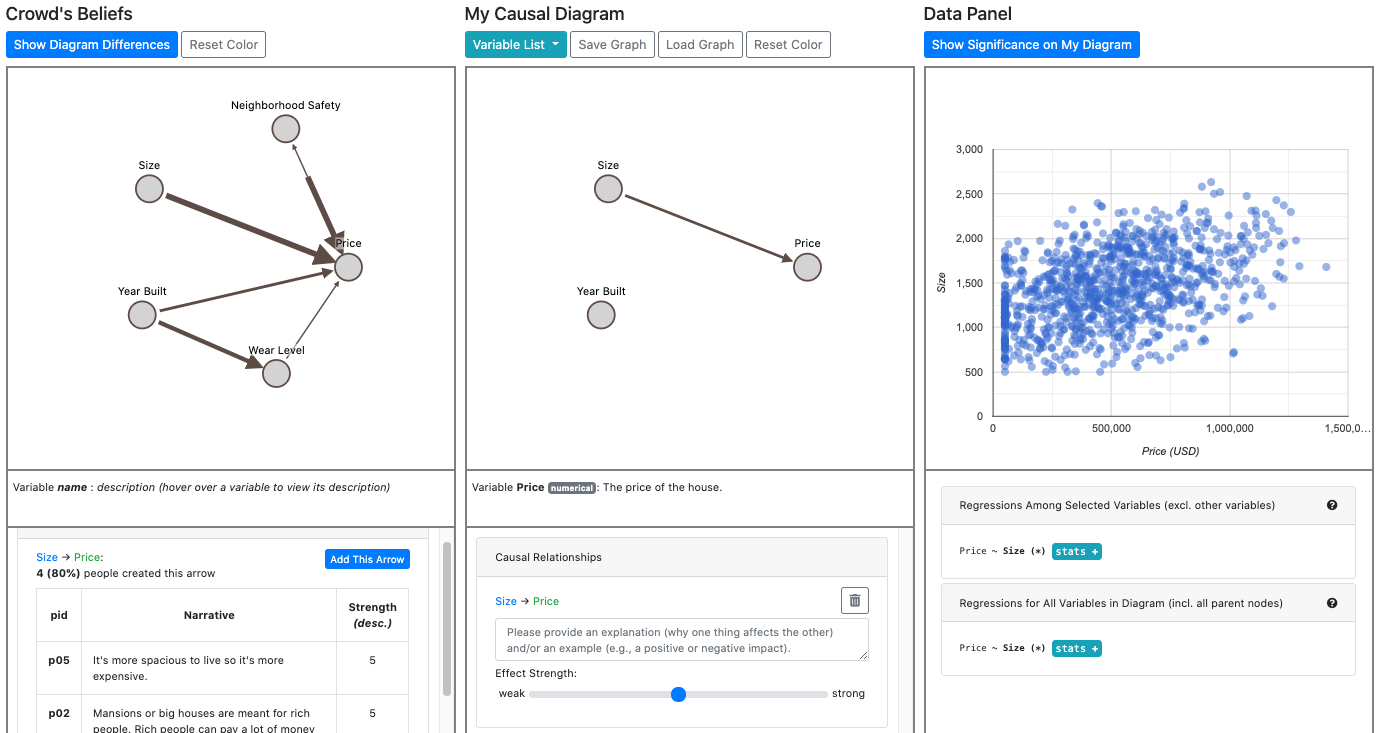 Crowd's Beliefs
Show Diagram Differences
Reset Color
Neighborhood Safety
Size
Price
Year Built
Wear Level
Variable name : description (hover over a variable to view its description)
Size → Price:
Add This Arrow
4 (80%) people created this arrow
pid
Narrative
Strength
(desc.)
p05
It's more spacious to live so it's more
expensive.
5
p02
Mansions or big houses are meant for rich
people. Rich people can pay a lot of money
5
My Causal Diagram
Variable List
Save Graph
Load Graph
Reset Color
Size
Price
Year Built
Variable Price numerical: The price of the house.
Causal Relationships
Size → Price
Please provide an explanation (why one thing affects the other)
and/or an example (e.g., a positive or negative impact).
Effect Strength:
weak
strong
Data Panel
Show Significance on My Diagram
3,000
2,500
2,000
1,500
1,000
500
0
Size
0
500,000
1,000,000
1,500,0...
Price (USD)
Regressions Among Selected Variables (excl. other variables)
?
Price ~ Size (*) stats +
Regressions for All Variables in Diagram (incl. all parent nodes)
?
Price ~ Size (*) stats +